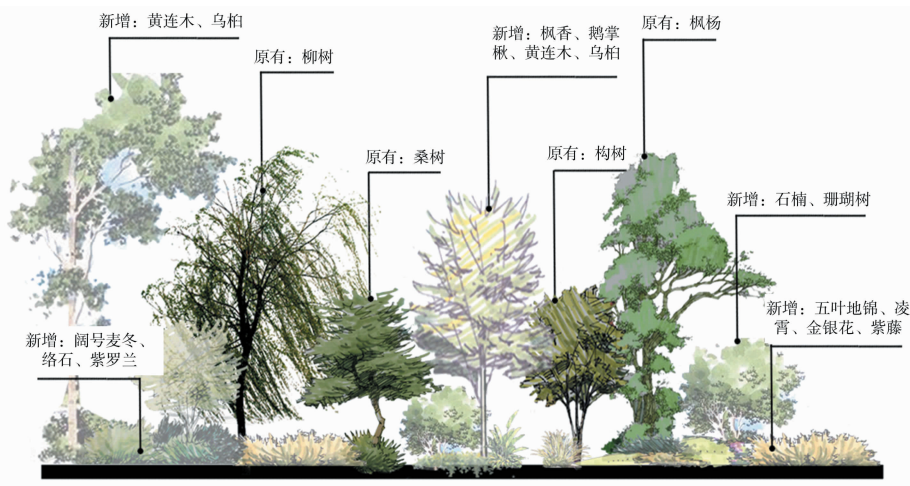 新增：黄连木、乌桕
原有：柳树
新增：枫香、鹅掌
楸、黄连木、乌桕
原有：枫杨
原有：桑树
原有：构树
新增：石楠、珊瑚树
新增：阔号麦冬、
络石、紫罗兰
新增：五叶地锦、凌
霄、金银花、紫藤